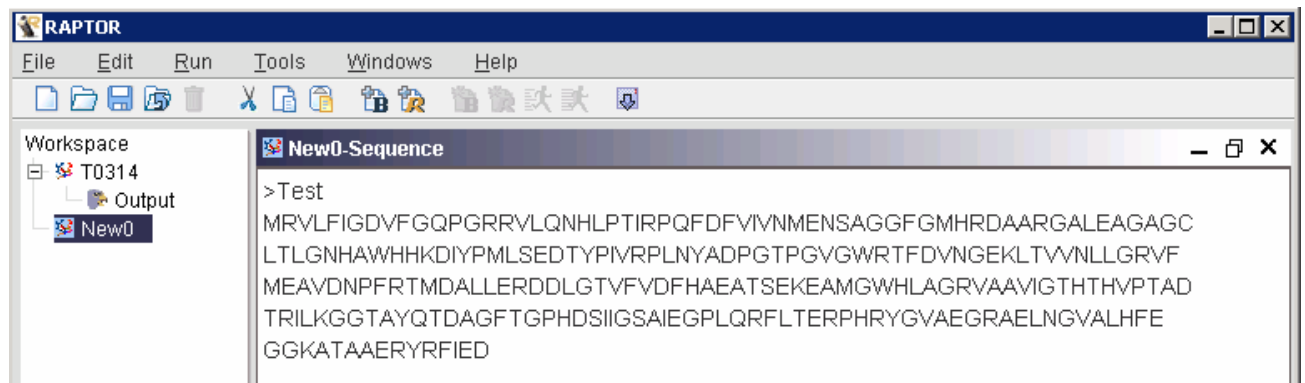 RAPTOR
File Edit Run Tools Windows Help
Workspace
T0314
Output
New0
New0-Sequence
>Test
MRVLFIGDVFGQPGRRVLQNHLPTIRPQFDFVIVNMENSAGGFGMHRDAARGALEAGAGC
LTLGNHAWHHKDIYPMLSEDTYPIVRPLNYADPGTPGVGWRTFDVNGEKLTVVNLLGRVF
MEAVDNPFRTMDALLERDDLGTVFVDFHAEATSEKEAMGWHLAGRVAAVIGTHTHVPTAD
TRILKGGTAYQTDAGFTGPHDSIIGSAIEGPLQRFLTERPHRYGVAEGRAELNGVALHFE
GGKATAAERYRFIED